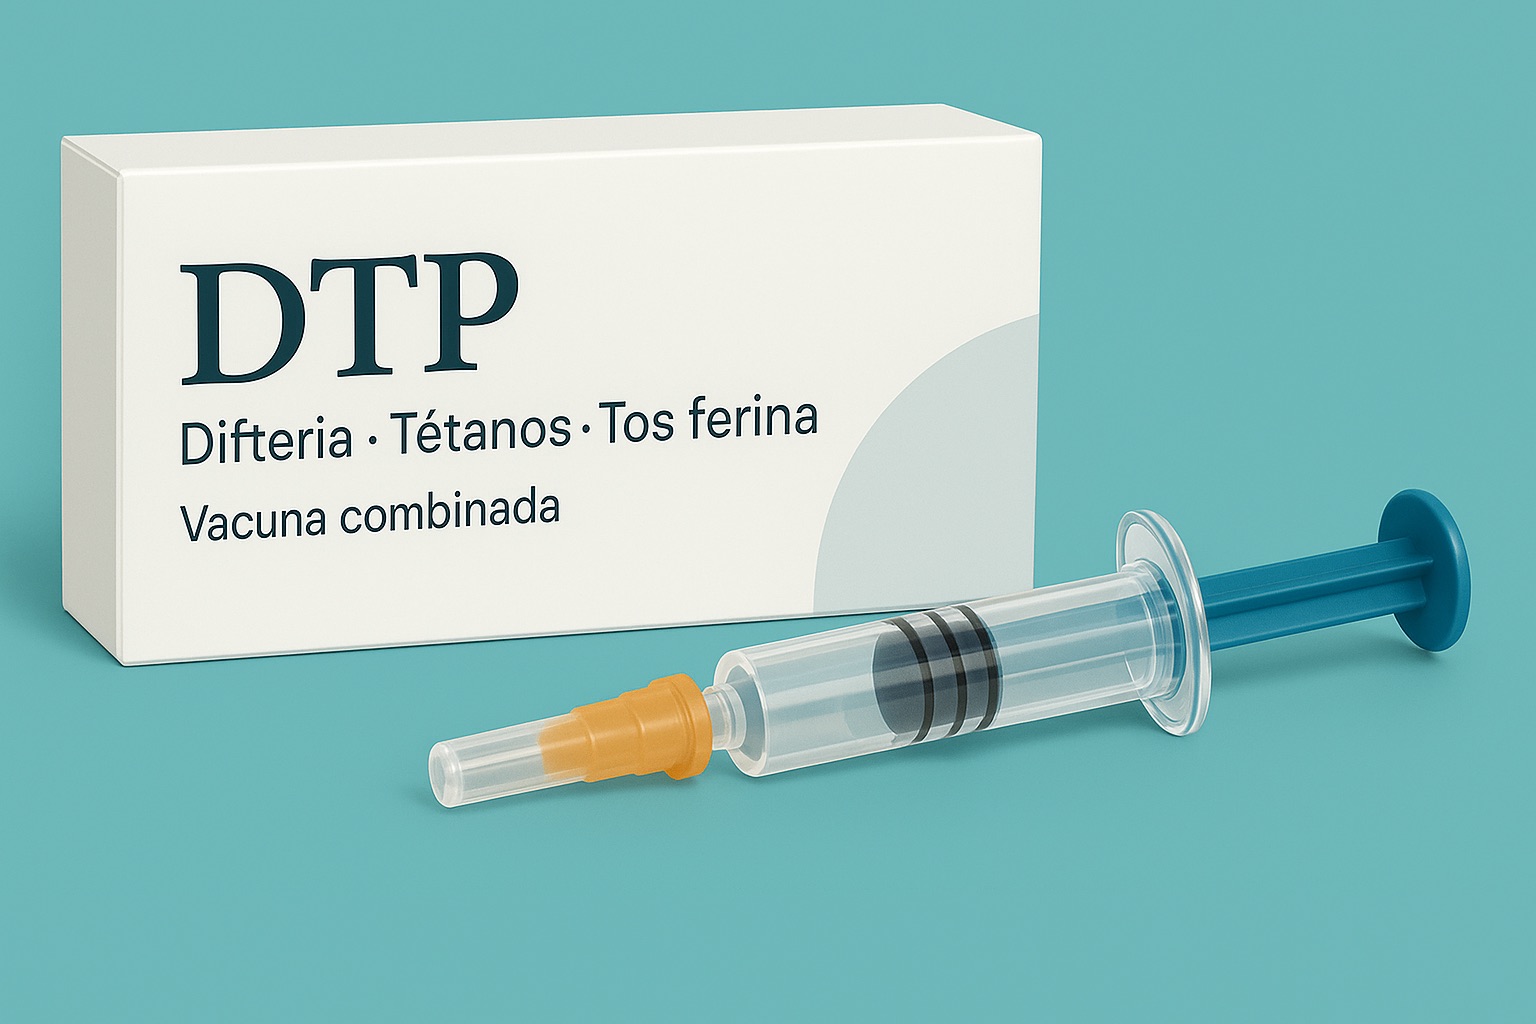 DTP
Difteria · Tétanos · Tos ferina
Vacuna combinada